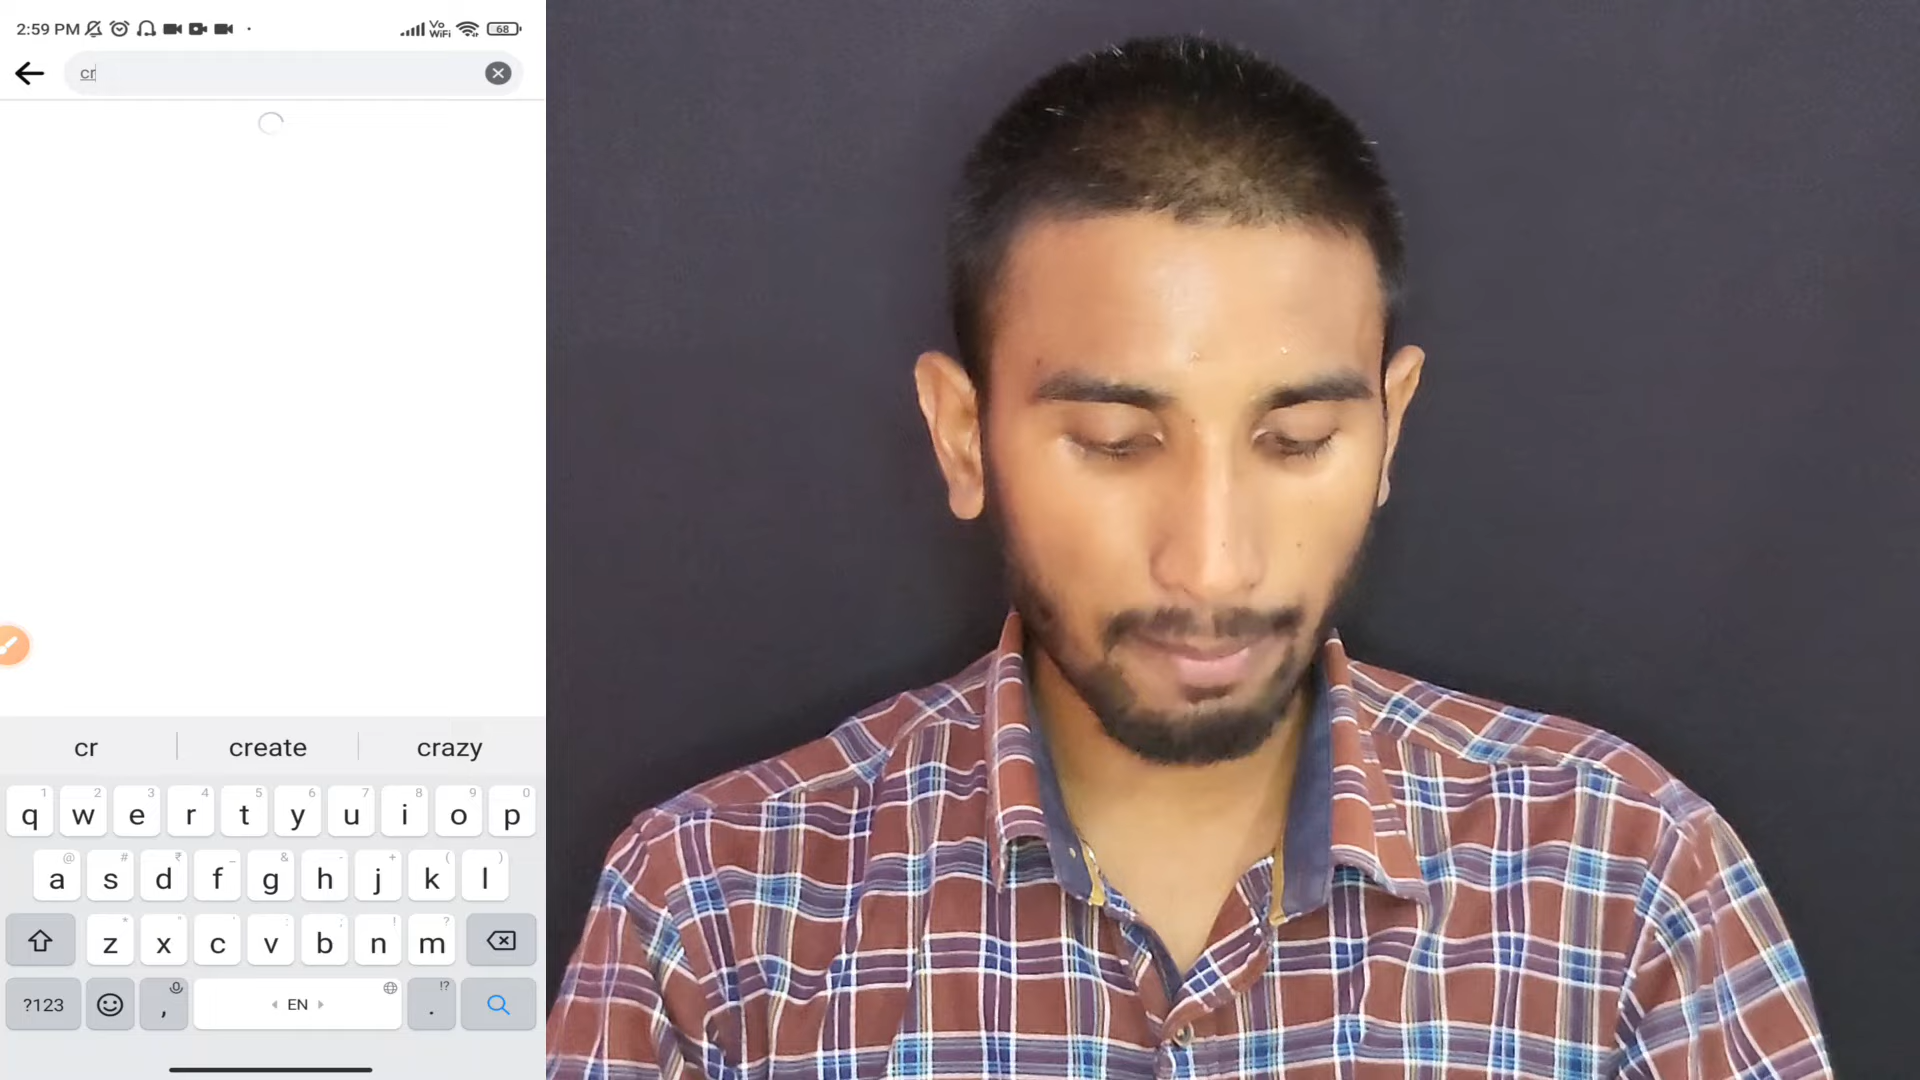 2:59 PM Vo WiFi 68
cr
cr create crazy
1 2 3 4 5 6 7 8 9 0
q w e r t y u i o p
@ # ₹ _ & - + ( )
a s d f g h j k l
* " ' : ; ! ?
z x c v b n m
?123 , EN . !?